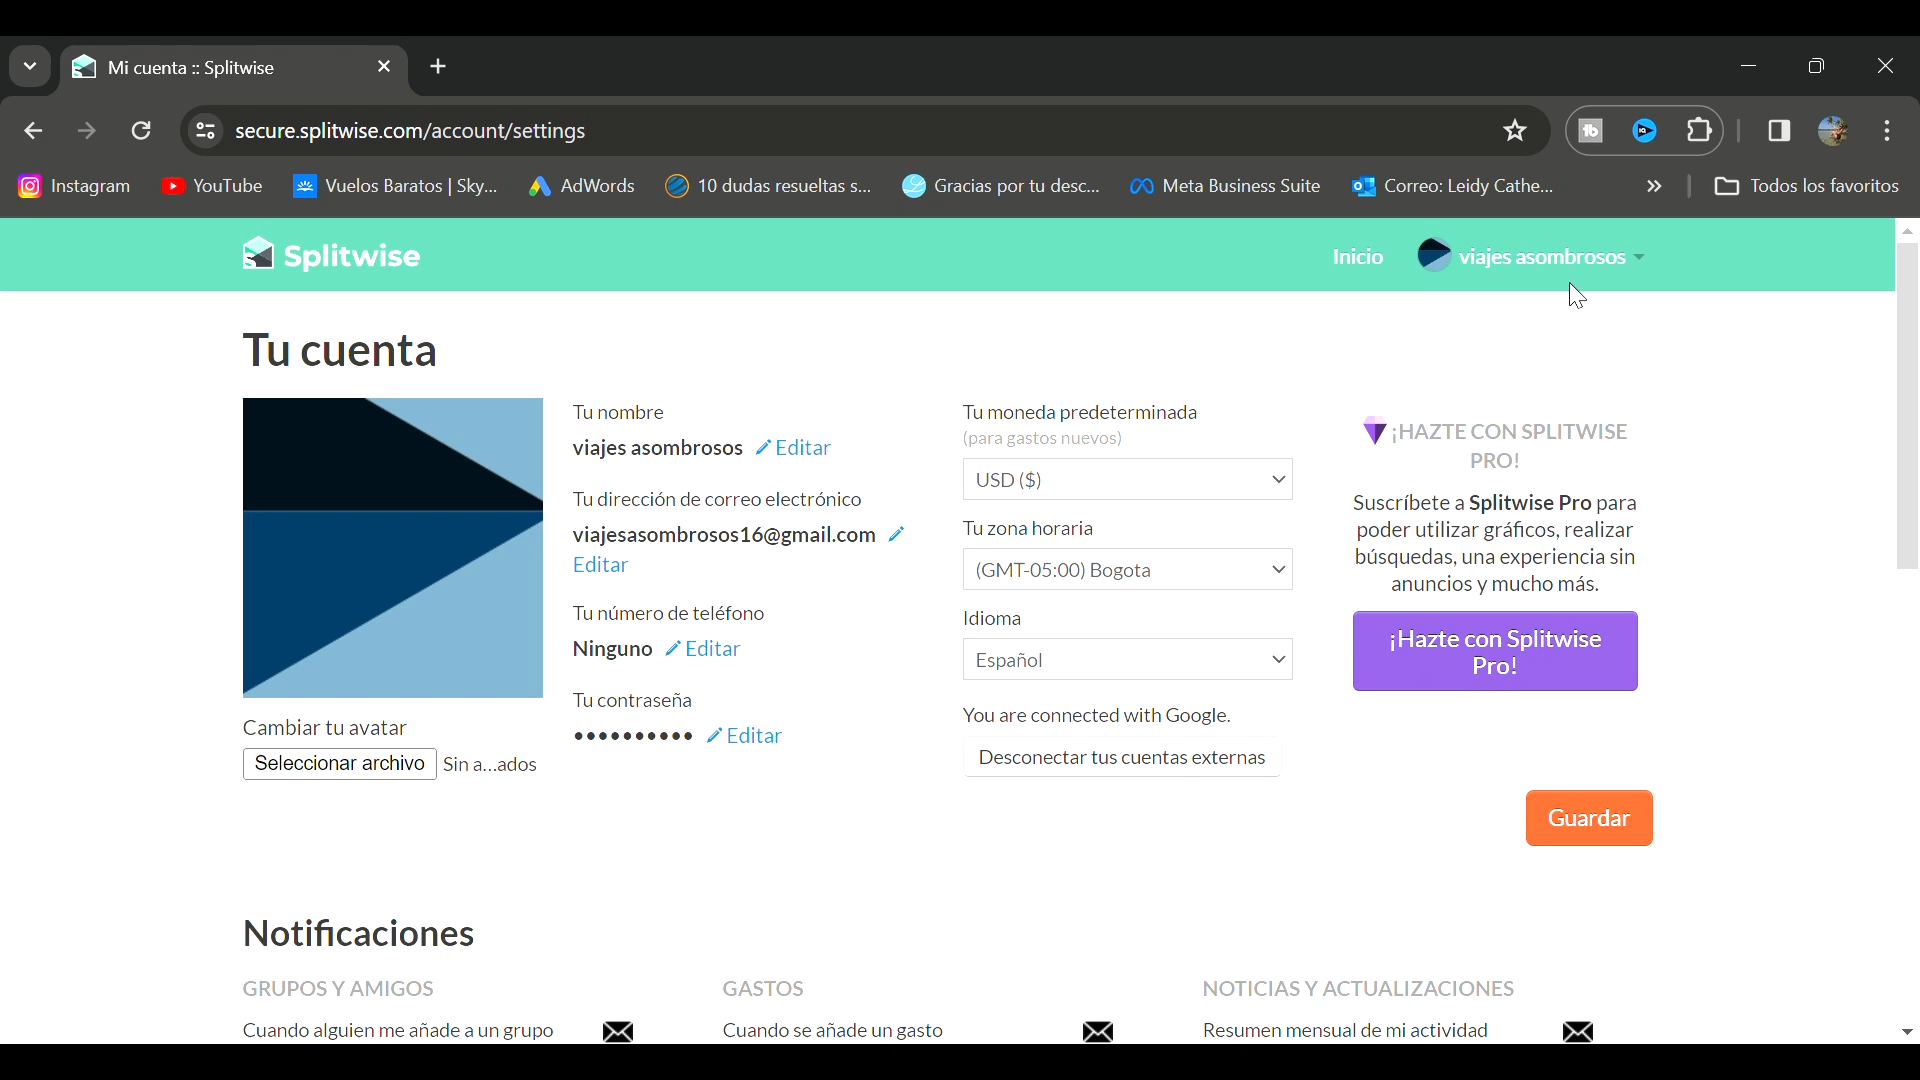 Mi cuenta :: Splitwise
secure.splitwise.com/account/settings
Instagram
YouTube
Vuelos Baratos | Sky...
AdWords
10 dudas resueltas s...
Gracias por tu desc...
Meta Business Suite
Correo: Leidy Cathe...
Todos los favoritos
Splitwise
Inicio
viajes asombrosos
Tu cuenta
Cambiar tu avatar
Seleccionar archivo Sin a...ados
Tu nombre
viajes asombrosos Editar
Tu dirección de correo electrónico
viajesasombrosos16@gmail.com
Editar
Tu número de teléfono
Ninguno Editar
Tu contraseña
•••••••••• Editar
Tu moneda predeterminada
(para gastos nuevos)
USD ($)
Tu zona horaria
(GMT-05:00) Bogota
Idioma
Español
You are connected with Google.
Desconectar tus cuentas externas
¡HAZTE CON SPLITWISE
PRO!
Suscríbete a Splitwise Pro para
poder utilizar gráficos, realizar
búsquedas, una experiencia sin
anuncios y mucho más.
¡Hazte con Splitwise
Pro!
Guardar
Notificaciones
GRUPOS Y AMIGOS
Cuando alguien me añade a un grupo
GASTOS
Cuando se añade un gasto
NOTICIAS Y ACTUALIZACIONES
Resumen mensual de mi actividad